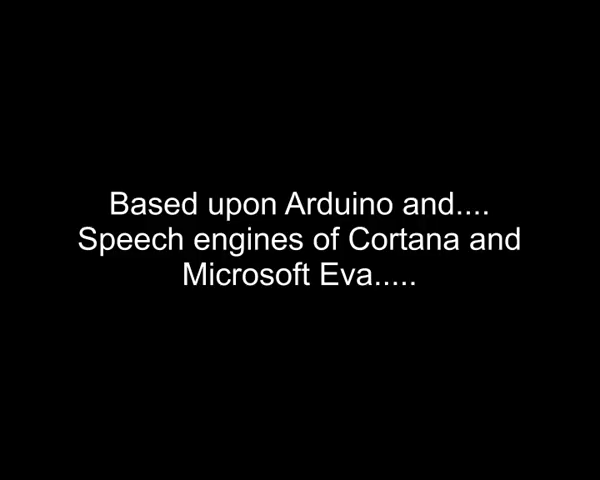 Based upon Arduino and....
Speech engines of Cortana and
Microsoft Eva.....